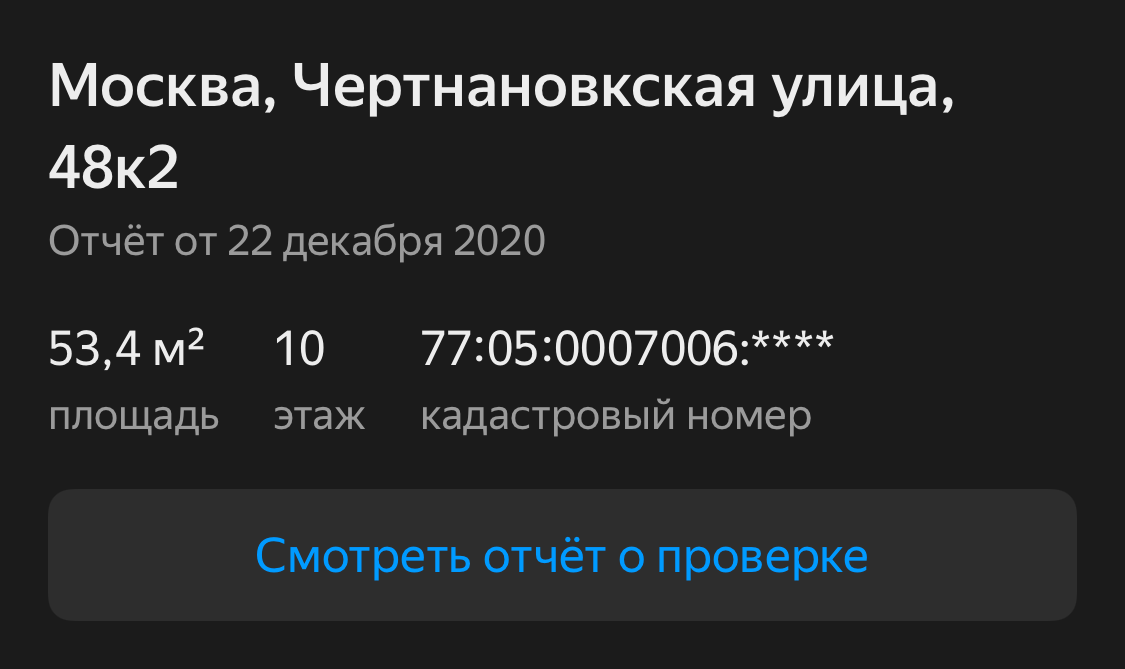 Москва, Чертнановкская улица,
48к2
Отчёт от 22 декабря 2020
53,4 м² 10 77:05:0007006:****
площадь этаж кадастровый номер
Смотреть отчёт о проверке